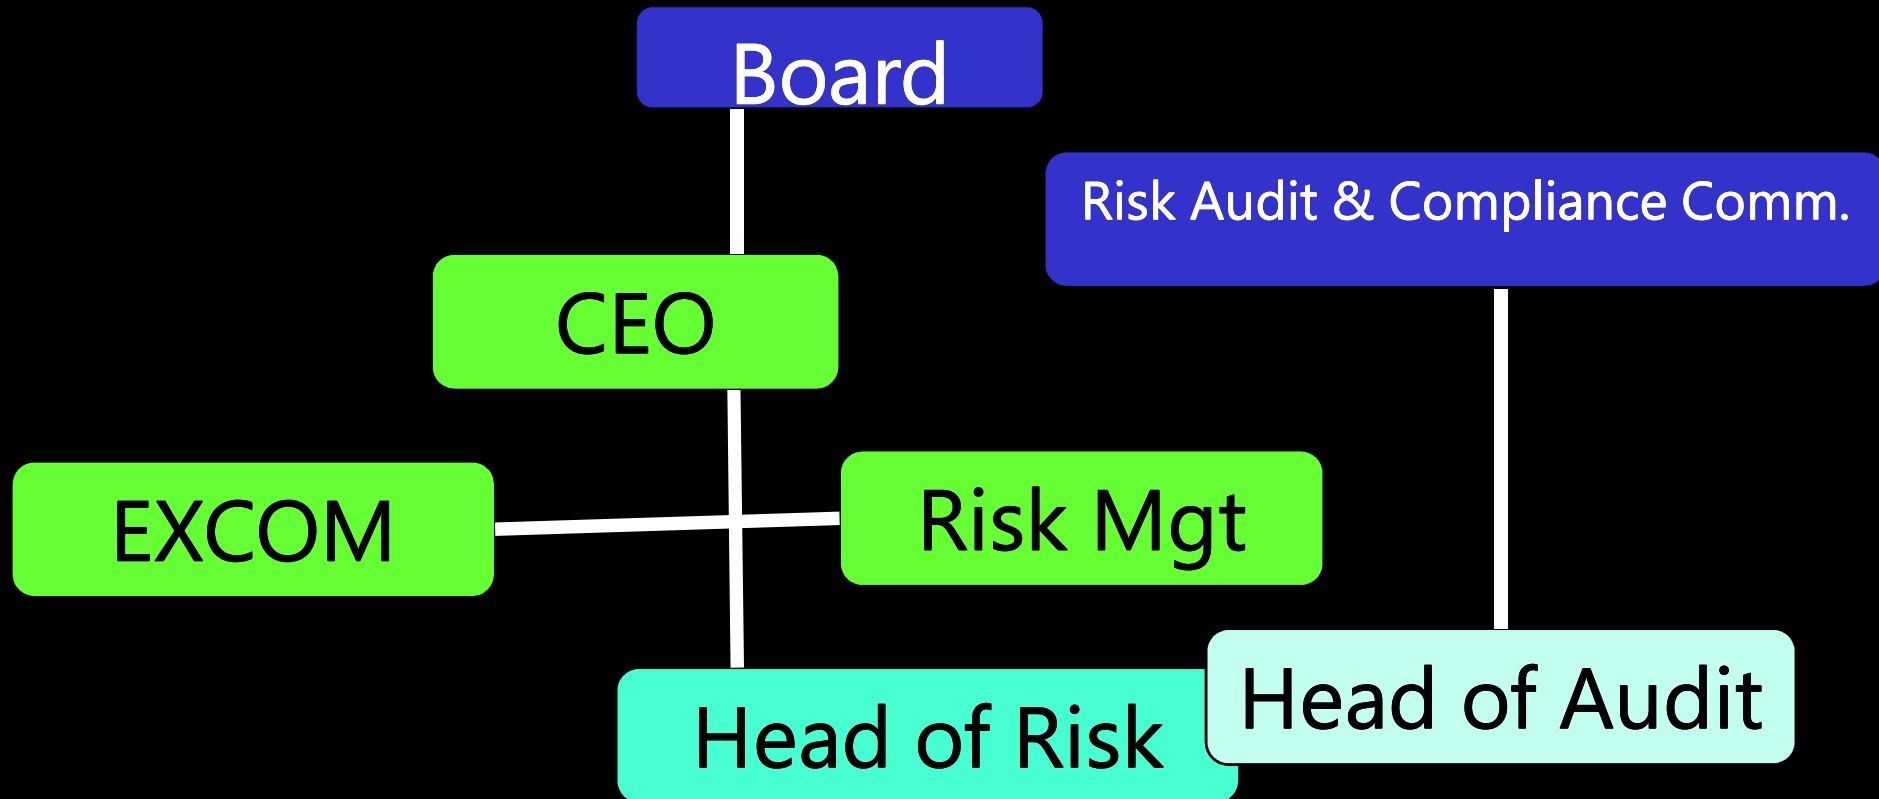 Board
Risk Audit & Compliance Comm.
CEO
EXCOM
Risk Mgt
Head of Risk
Head of Audit